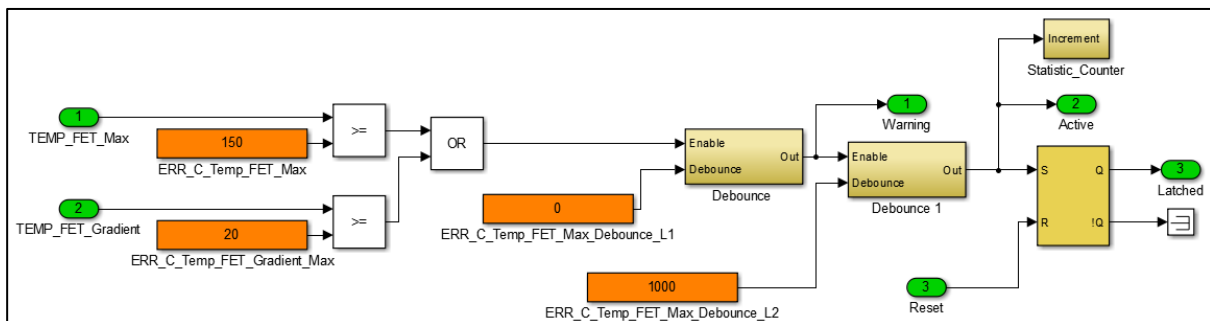 1
TEMP_FET_Max
150
ERR_C_Temp_FET_Max
>=
2
TEMP_FET_Gradient
20
ERR_C_Temp_FET_Gradient_Max
>=
OR
0
ERR_C_Temp_FET_Max_Debounce_L1
1000
ERR_C_Temp_FET_Max_Debounce_L2
Enable
Debounce
Out
Debounce
Enable
Debounce
Out
Debounce 1
1
Warning
Increment
Statistic_Counter
2
Active
S
R
Q
!Q
3
Latched
3
Reset